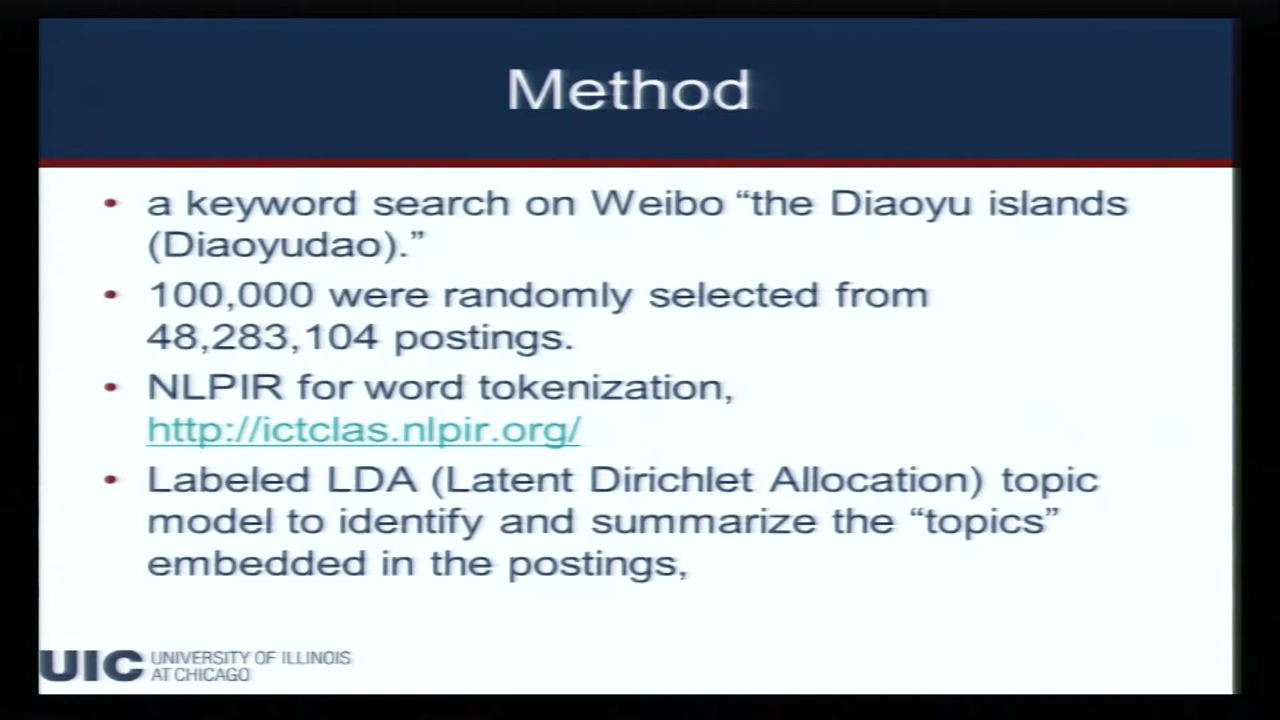 Method
• a keyword search on Weibo “the Diaoyu islands
(Diaoyudao).”
• 100,000 were randomly selected from
48,283,104 postings.
• NLPIR for word tokenization,
http://ictclas.nlpir.org/
• Labeled LDA (Latent Dirichlet Allocation) topic
model to identify and summarize the “topics”
embedded in the postings,
UIC UNIVERSITY OF ILLINOIS
AT CHICAGO